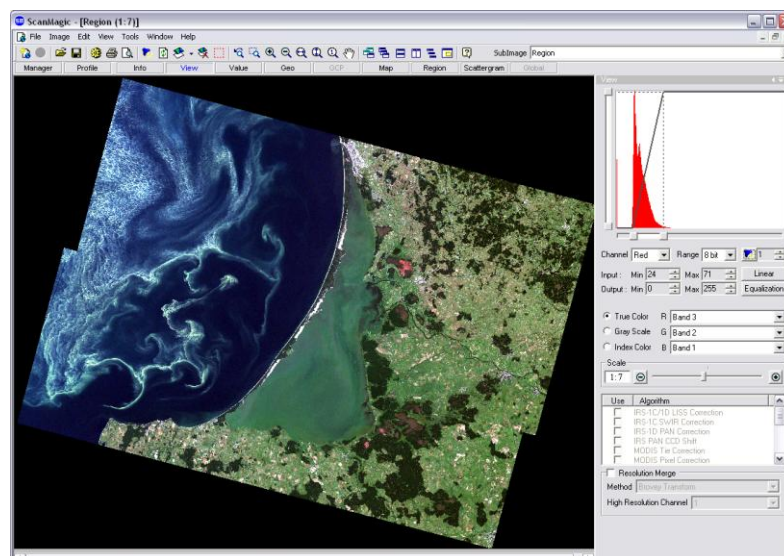 ScanMagic - [Region (1:7)]
File Image Edit View Tools Window Help
SubImage Region
Manager Profile Info View Value Geo GCP Map Region Scattergram Global
View
Channel Red Range 8 bit 1
Input : Min 24 Max 71 Linear
Output : Min 0 Max 255 Equalization
True Color R Band 3
Gray Scale G Band 2
Index Color B Band 1
Scale
1:7
Use Algorithm
IRS-1C/1D LISS Correction
IRS-1C SWIR Correction
IRS-1D PAN Correction
IRS PAN CCD Shift
MODIS Tie Correction
MODIS Pixel Correction
Resolution Merge
Method Brovey Transform
High Resolution Channel 1